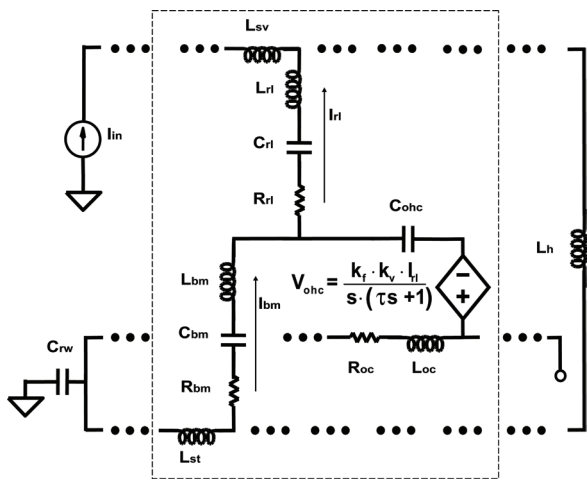 Lsv
Lrl
Irl
Iin
Crl
Rrl
Cohc
Lh
Lbm
Vohc = kf · kv · Irl / s · (τs +1)
Ibm
Cbm
Crw
Roc
Loc
Rbm
Lst